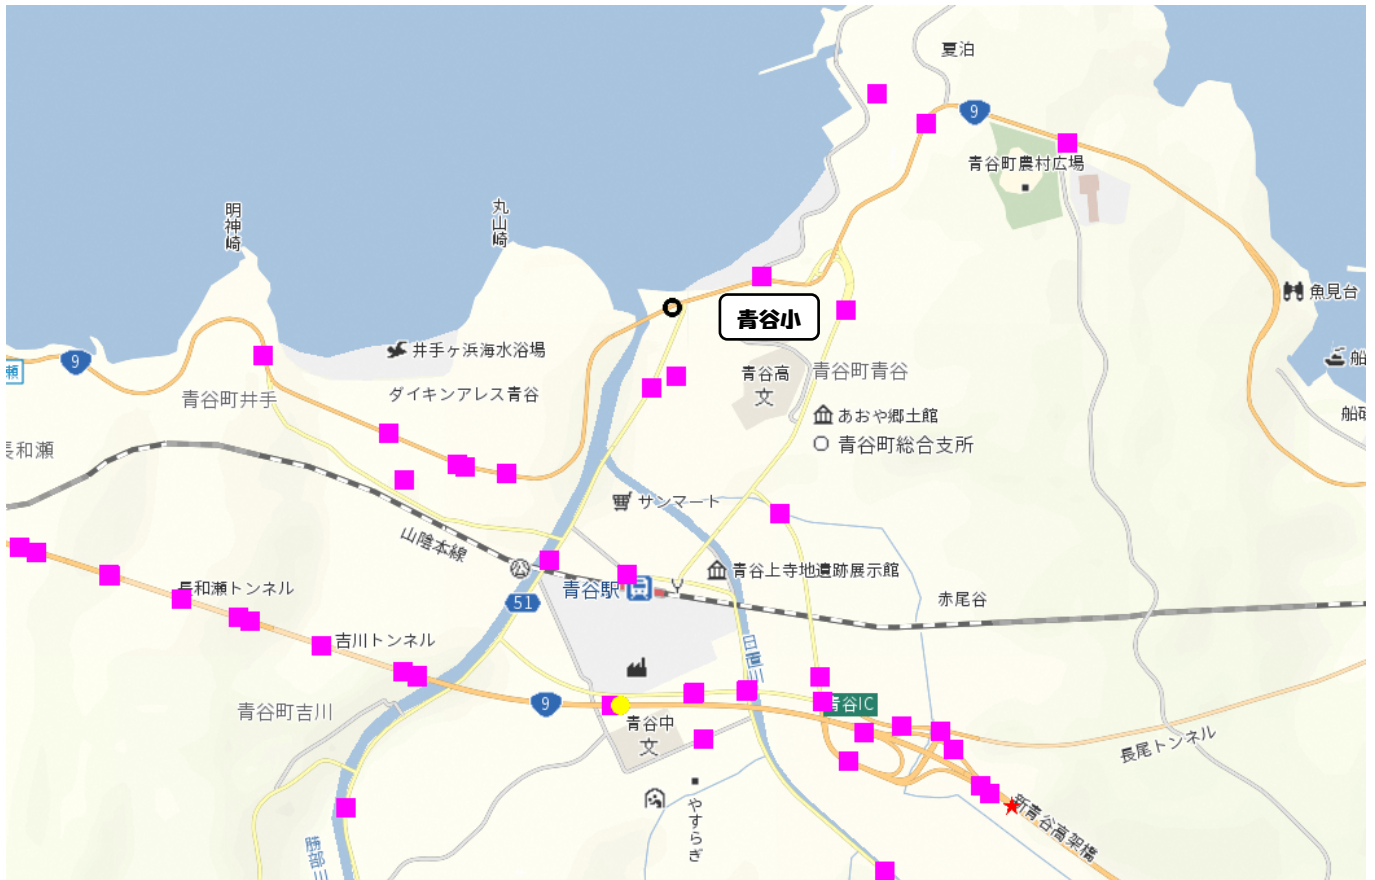 夏泊
9
青谷町農村広場
明神崎
丸山崎
魚見台
青谷小
井手ヶ浜海水浴場
9
瀬
船
青谷高
文
青谷町青谷
ダイキンアレス青谷
青谷町井手
あおや郷土館
船磯
青谷町総合支所
長和瀬
サンマート
山陰本線
公
青谷上寺地遺跡展示館
青谷駅
長和瀬トンネル
51
赤尾谷
吉川トンネル
青谷IC
9
青谷町吉川
青谷中
文
長尾トンネル
やすらぎ
新青谷高架橋